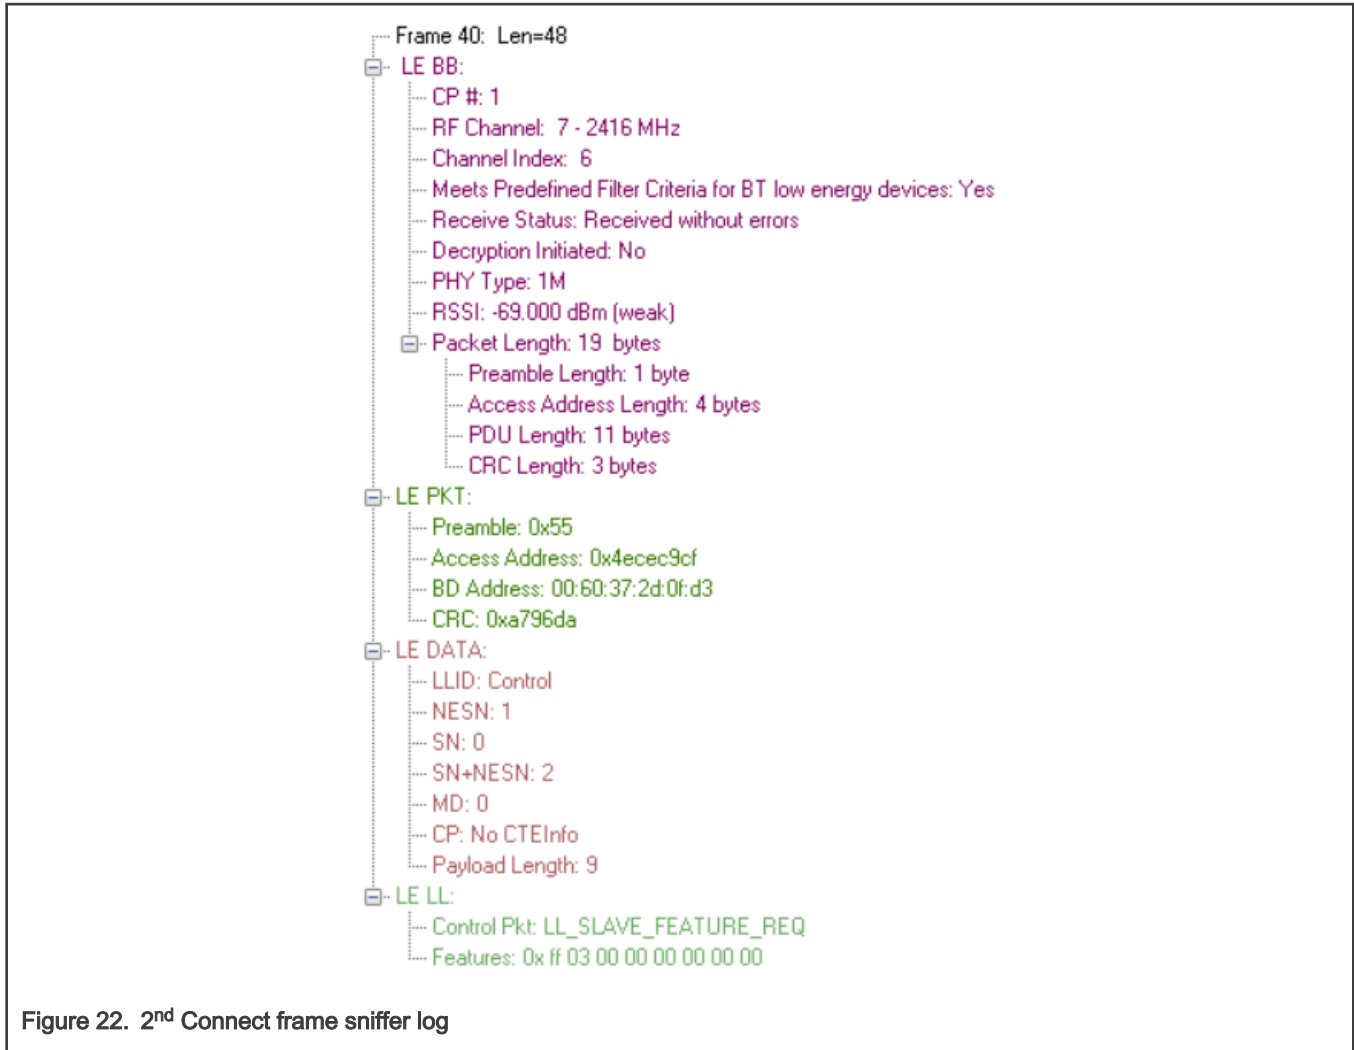 Frame 40: Len=48
LE BB:
CP #: 1
RF Channel: 7 - 2416 MHz
Channel Index: 6
Meets Predefined Filter Criteria for BT low energy devices: Yes
Receive Status: Received without errors
Decryption Initiated: No
PHY Type: 1M
RSSI: -69.000 dBm (weak)
Packet Length: 19 bytes
Preamble Length: 1 byte
Access Address Length: 4 bytes
PDU Length: 11 bytes
CRC Length: 3 bytes
LE PKT:
Preamble: 0x55
Access Address: 0x4ecec9cf
BD Address: 00:60:37:2d:0f:d3
CRC: 0xa796da
LE DATA:
LLID: Control
NESN: 1
SN: 0
SN+NESN: 2
MD: 0
CP: No CTEInfo
Payload Length: 9
LE LL:
Control Pkt: LL_SLAVE_FEATURE_REQ
Features: 0x ff 03 00 00 00 00 00 00
Figure 22. 2nd Connect frame sniffer log